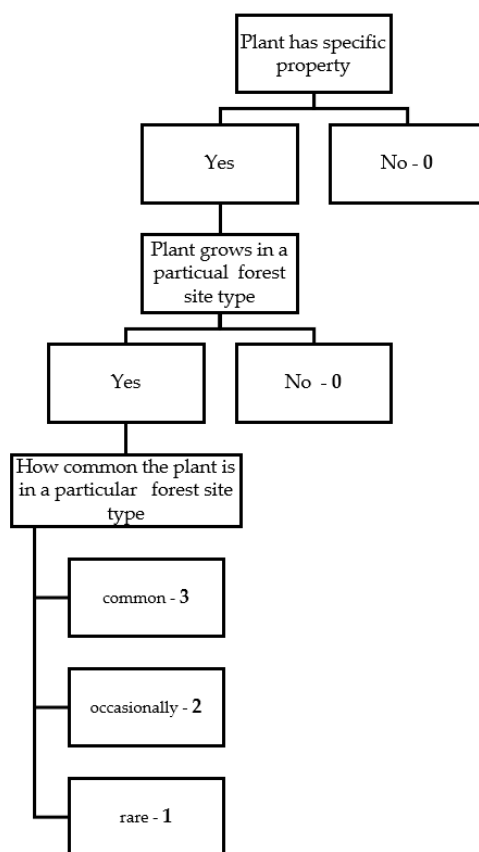 Plant has specific
property
Yes
No - 0
Plant grows in a
particual forest
site type
Yes
No - 0
How common the plant is
in a particular forest site
type
common - 3
occasionally - 2
rare - 1